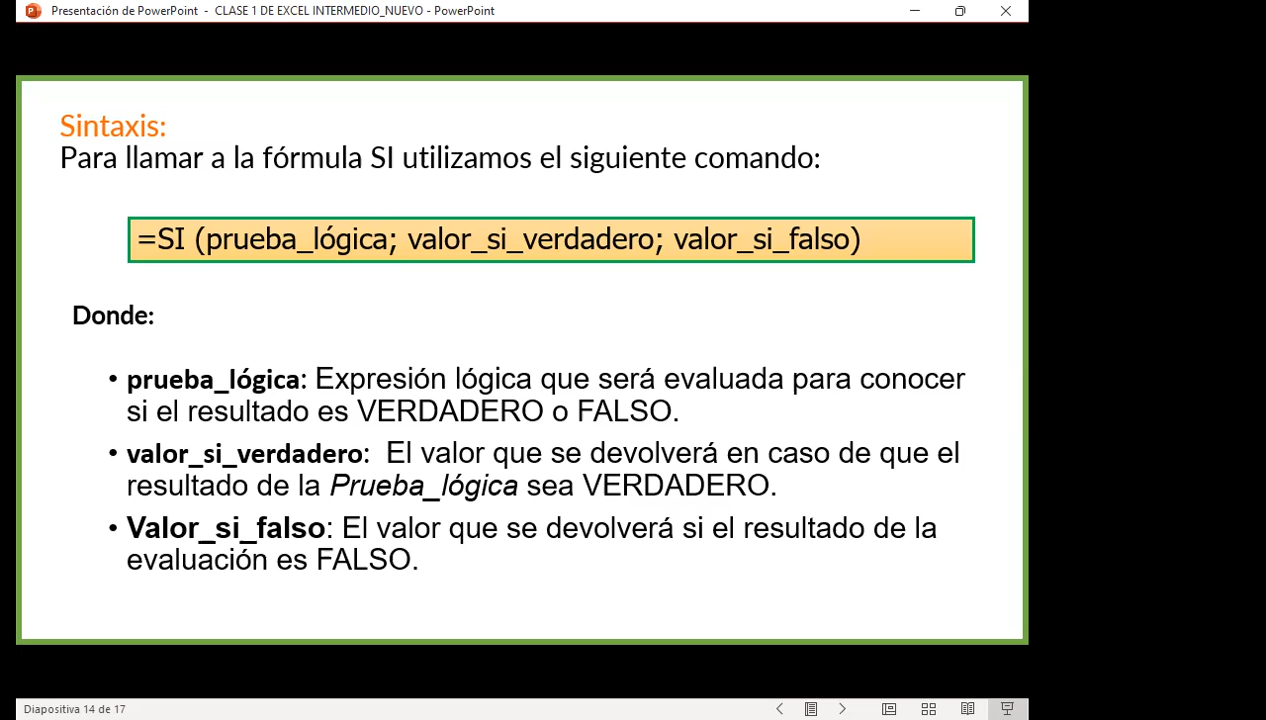 Presentación de PowerPoint - CLASE 1 DE EXCEL INTERMEDIO_NUEVO - PowerPoint
Sintaxis:
Para llamar a la fórmula SI utilizamos el siguiente comando:
=SI (prueba_lógica; valor_si_verdadero; valor_si_falso)
Donde:
• prueba_lógica: Expresión lógica que será evaluada para conocer
si el resultado es VERDADERO o FALSO.
• valor_si_verdadero: El valor que se devolverá en caso de que el
resultado de la Prueba_lógica sea VERDADERO.
• Valor_si_falso: El valor que se devolverá si el resultado de la
evaluación es FALSO.
Diapositiva 14 de 17